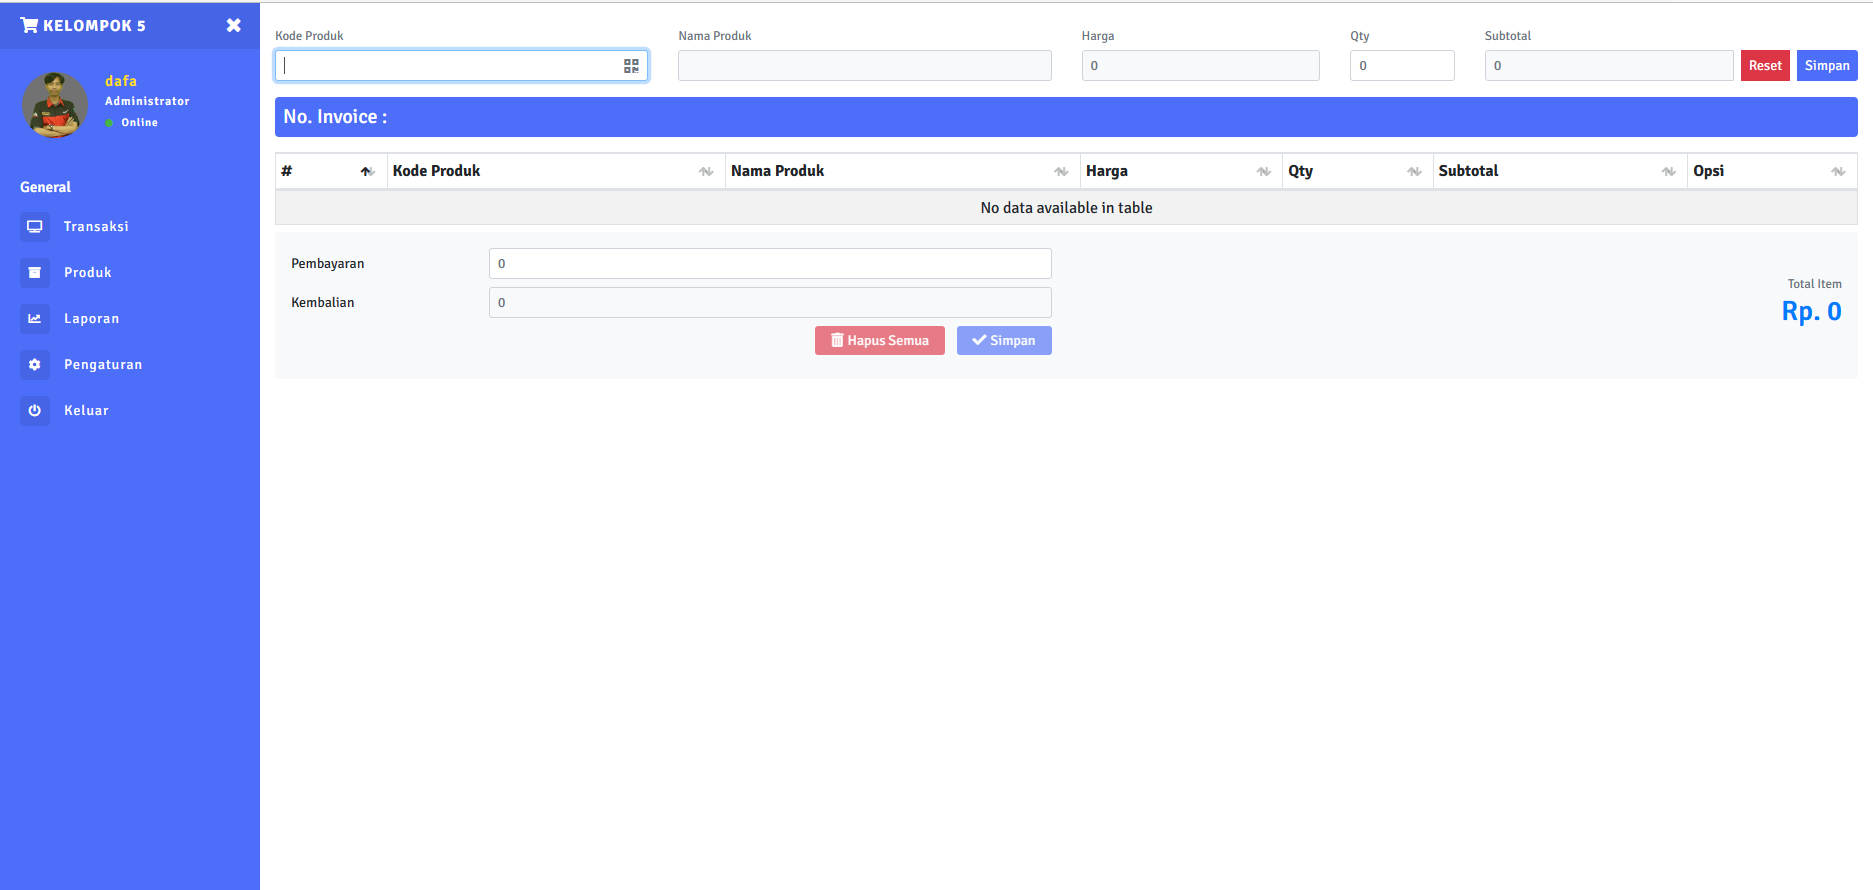 KELOMPOK 5
dafa
Administrator
Online
General
Transaksi
Produk
Laporan
Pengaturan
Keluar
Kode Produk Nama Produk Harga Qty Subtotal
0 0 0 Reset Simpan
No. Invoice :
# Kode Produk Nama Produk Harga Qty Subtotal Opsi
No data available in table
Pembayaran 0
Kembalian 0
Hapus Semua Simpan
Total Item
Rp. 0